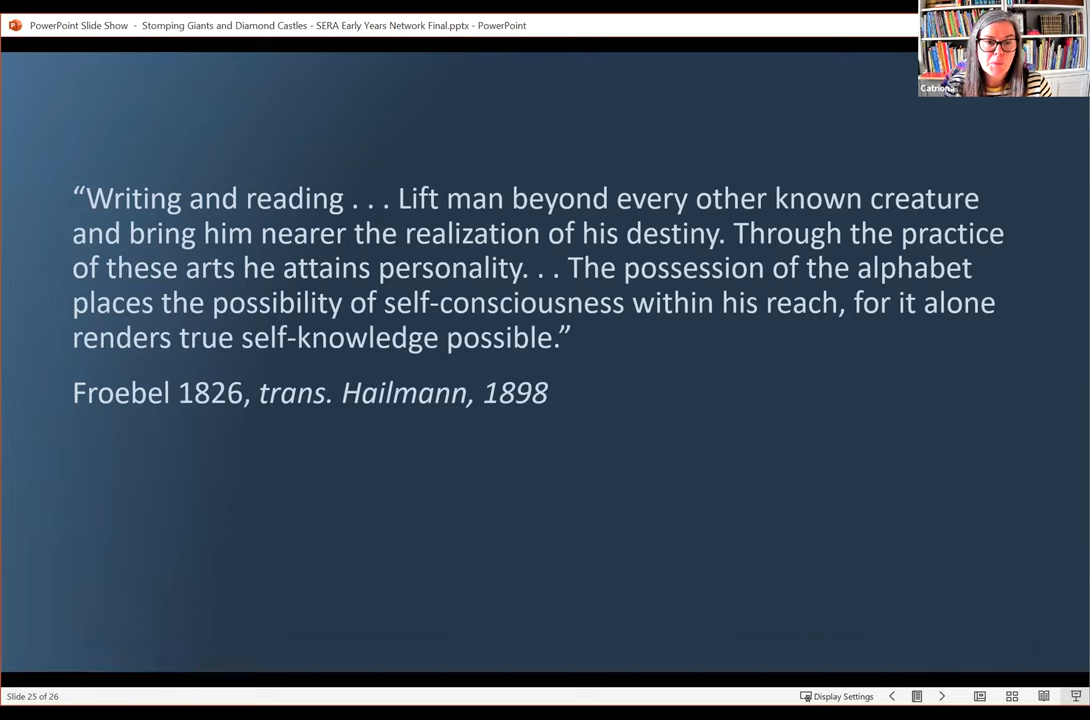 PowerPoint Slide Show - Stomping Giants and Diamond Castles - SERA Early Years Network Final.pptx - PowerPoint
Catriona
“Writing and reading . . . Lift man beyond every other known creature
and bring him nearer the realization of his destiny. Through the practice
of these arts he attains personality. . . The possession of the alphabet
places the possibility of self-consciousness within his reach, for it alone
renders true self-knowledge possible.”
Froebel 1826, trans. Hailmann, 1898
Slide 25 of 26
Display Settings